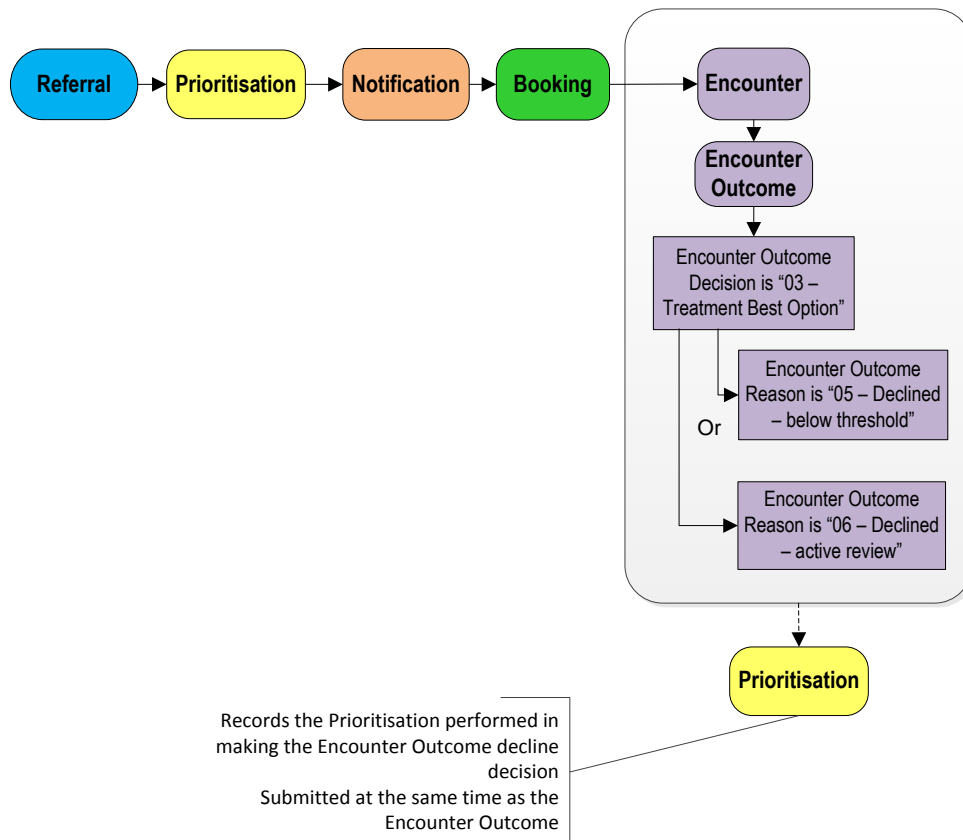 Referral
Prioritisation
Notification
Booking
Encounter
Encounter
Outcome
Encounter Outcome
Decision is “03 –
Treatment Best Option”
Encounter Outcome
Reason is “05 – Declined
– below threshold”
Or
Encounter Outcome
Reason is “06 – Declined
– active review”
Prioritisation
Records the Prioritisation performed in
making the Encounter Outcome decline
decision
Submitted at the same time as the
Encounter Outcome